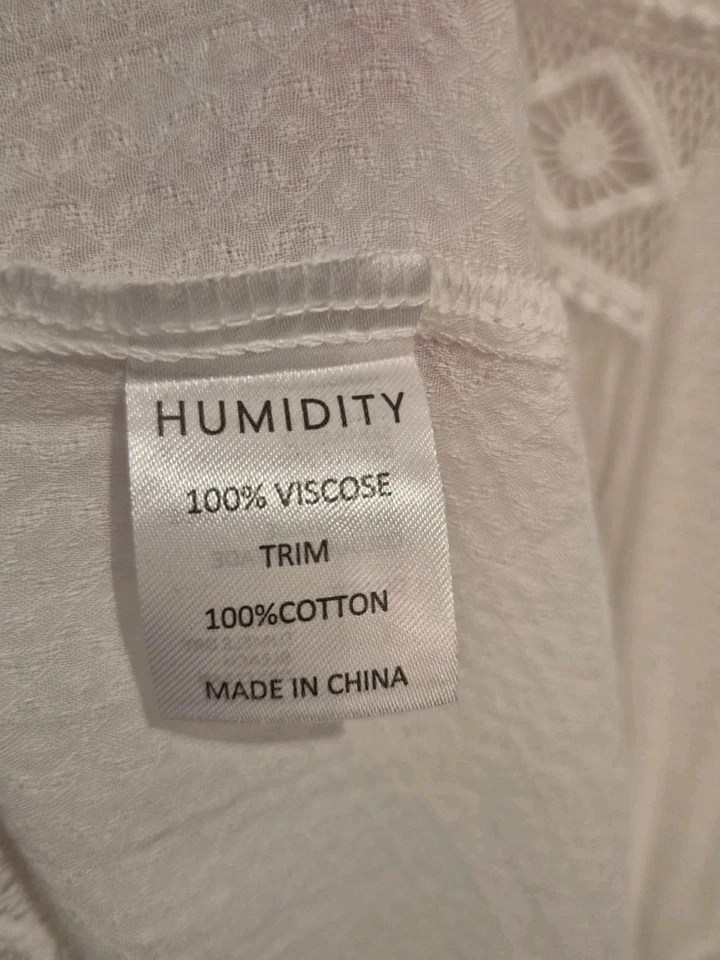 HUMIDITY
100% VISCOSE
TRIM
100%COTTON
MADE IN CHINA